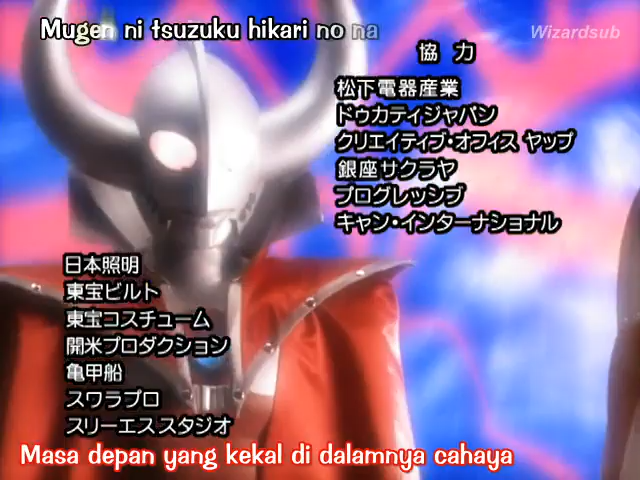 Mugen ni tsuzuku hikari no na
Wizardsub
協 力
松下電器産業
ドゥカティジャパン
クリエイティブ・オフィス ヤップ
銀座サクラヤ
プログレッシブ
キャン・インターナショナル
日本照明
東宝ビルト
東宝コスチューム
開米プロダクション
亀甲船
スワラプロ
スリーエススタジオ
Masa depan yang kekal di dalamnya cahaya